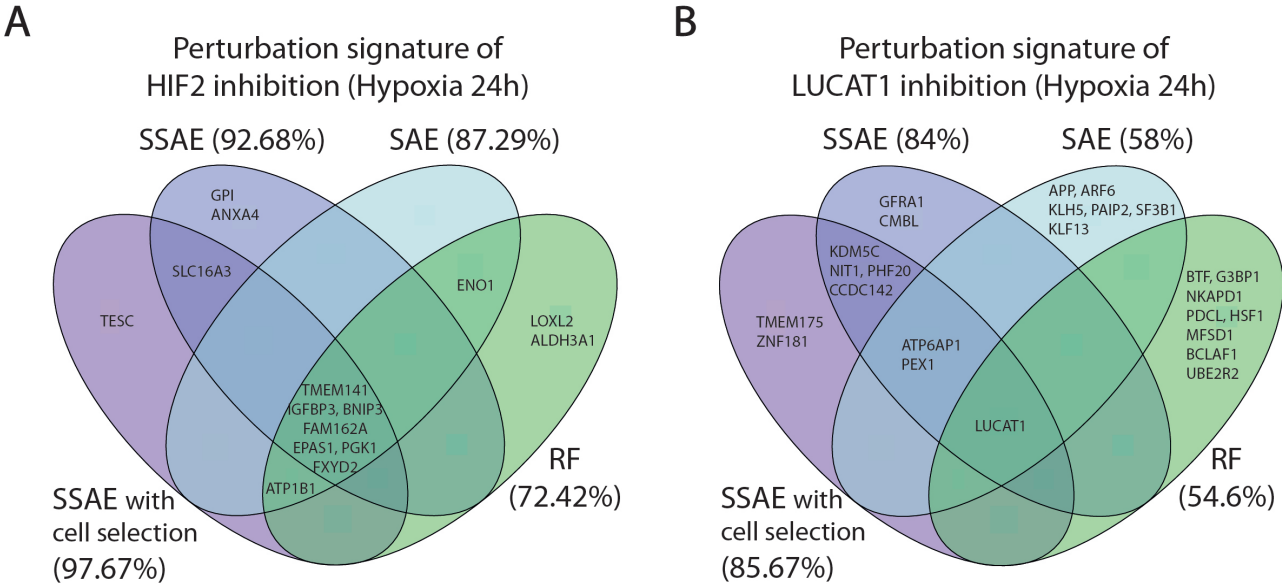 A
Perturbation signature of
HIF2 inhibition (Hypoxia 24h)
SSAE (92.68%)
SAE (87.29%)
GPI
ANXA4
SLC16A3
ENO1
TESC
LOXL2
ALDH3A1
TMEM141
IGFBP3, BNIP3
FAM162A
EPAS1, PGK1
FXYD2
ATP1B1
RF
(72.42%)
SSAE with
cell selection
(97.67%)
B
Perturbation signature of
LUCAT1 inhibition (Hypoxia 24h)
SSAE (84%)
SAE (58%)
GFRA1
CMBL
APP, ARF6
KLH5, PAIP2, SF3B1
KLF13
KDM5C
NIT1, PHF20
CCDC142
BTF, G3BP1
NKAPD1
PDCL, HSF1
MFSD1
BCLAF1
UBE2R2
TMEM175
ZNF181
ATP6AP1
PEX1
LUCAT1
RF
(54.6%)
SSAE with
cell selection
(85.67%)